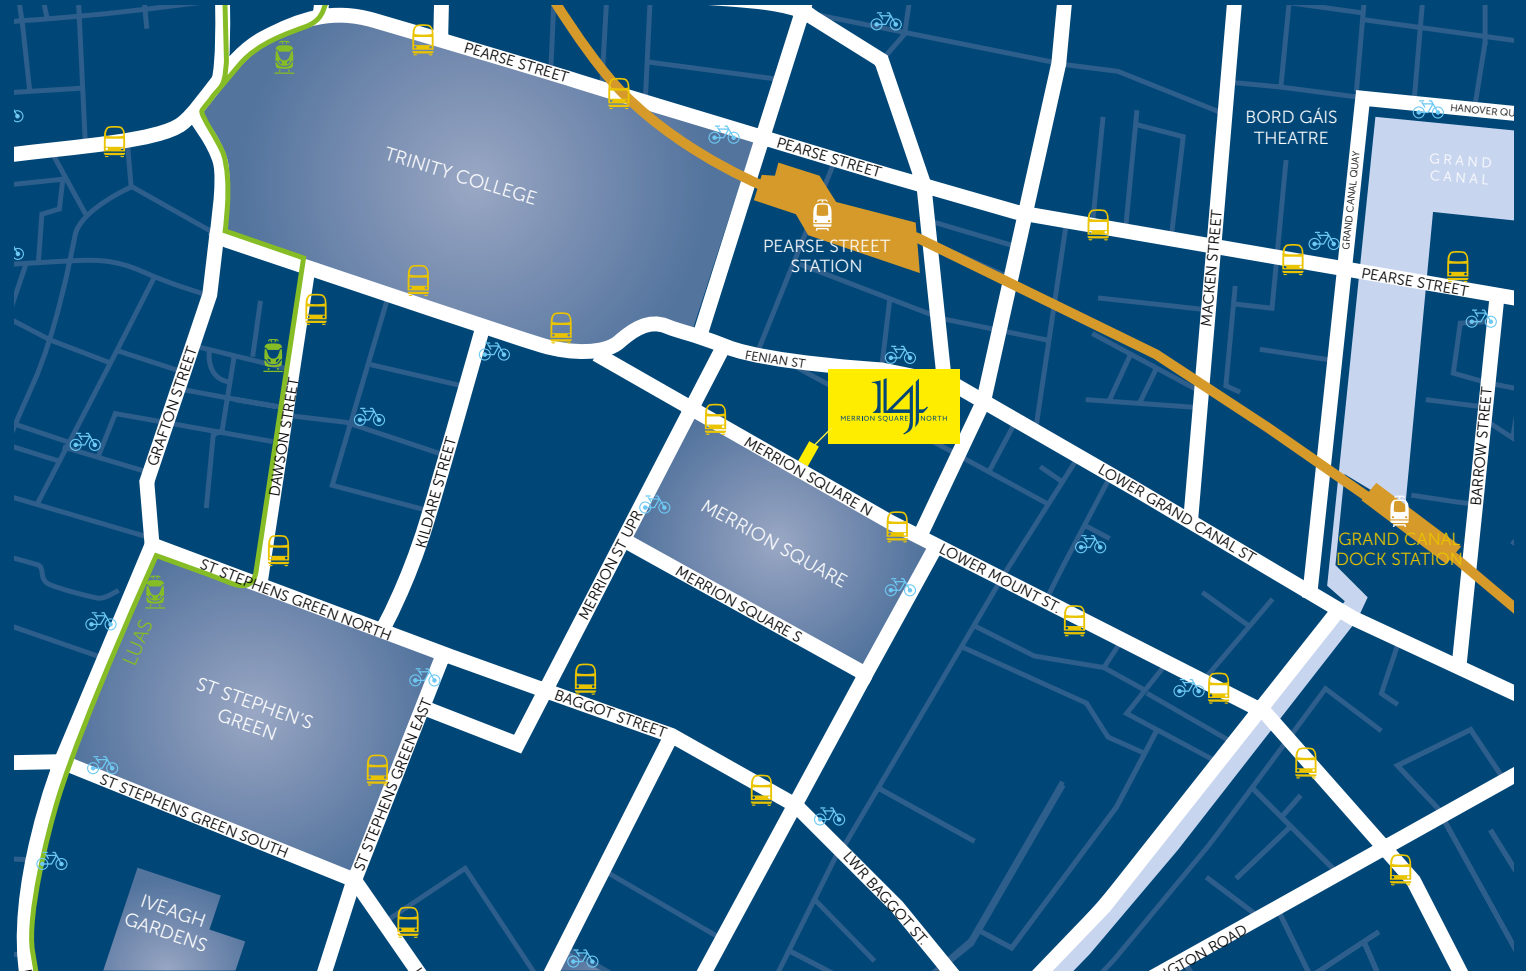 PEARSE STREET
TRINITY COLLEGE
PEARSE STREET
BORD GÁIS
THEATRE
HANOVER QU
GRAND
CANAL
GRAND CANAL QUAY
PEARSE STREET
STATION
MACKEN STREET
PEARSE STREET
GRAFTON STREET
DAWSON STREET
FENIAN ST
14
MERRION SQUARE NORTH
KILDARE STREET
MERRION SQUARE N
BARROW STREET
LOWER GRAND CANAL ST
MERRION SQUARE
MERRION ST UPR
GRAND CANAL
DOCK STATION
LOWER MOUNT ST.
ST STEPHENS GREEN NORTH
MERRION SQUARE S
LUAS
ST STEPHEN'S
GREEN
BAGGOT STREET
ST STEPHENS GREEN EAST
ST STEPHENS GREEN SOUTH
LWR BAGGOT ST.
IVEAGH
GARDENS
NGTON ROAD